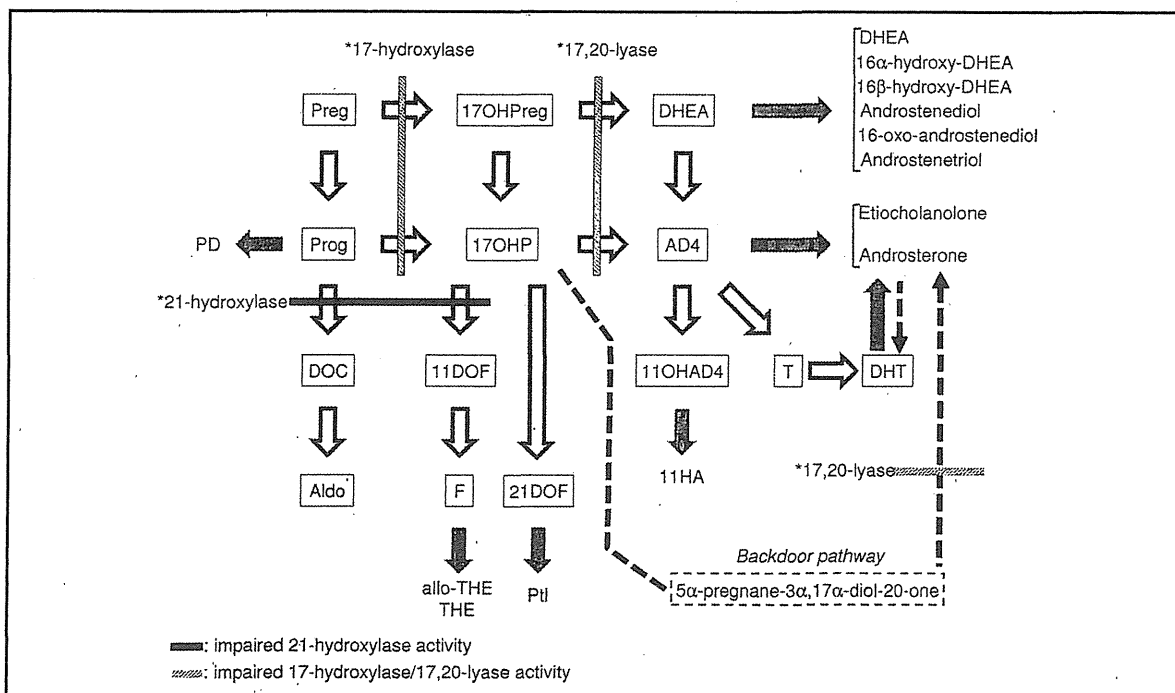 *17-hydroxylase
*17,20-lyase
DHEA
16α-hydroxy-DHEA
16β-hydroxy-DHEA
Androstenediol
16-oxo-androstenediol
Androstenetriol
Preg
17OHPreg
DHEA
Etiocholanolone
Androsterone
PD
Prog
17OHP
AD4
*21-hydroxylase
DOC
11DOF
11OHAD4
T
DHT
Aldo
F
21DOF
11HA
*17,20-lyase
Backdoor pathway
5α-pregnane-3α,17α-diol-20-one
allo-THE
THE
Ptl
: impaired 21-hydroxylase activity
: impaired 17-hydroxylase/17,20-lyase activity